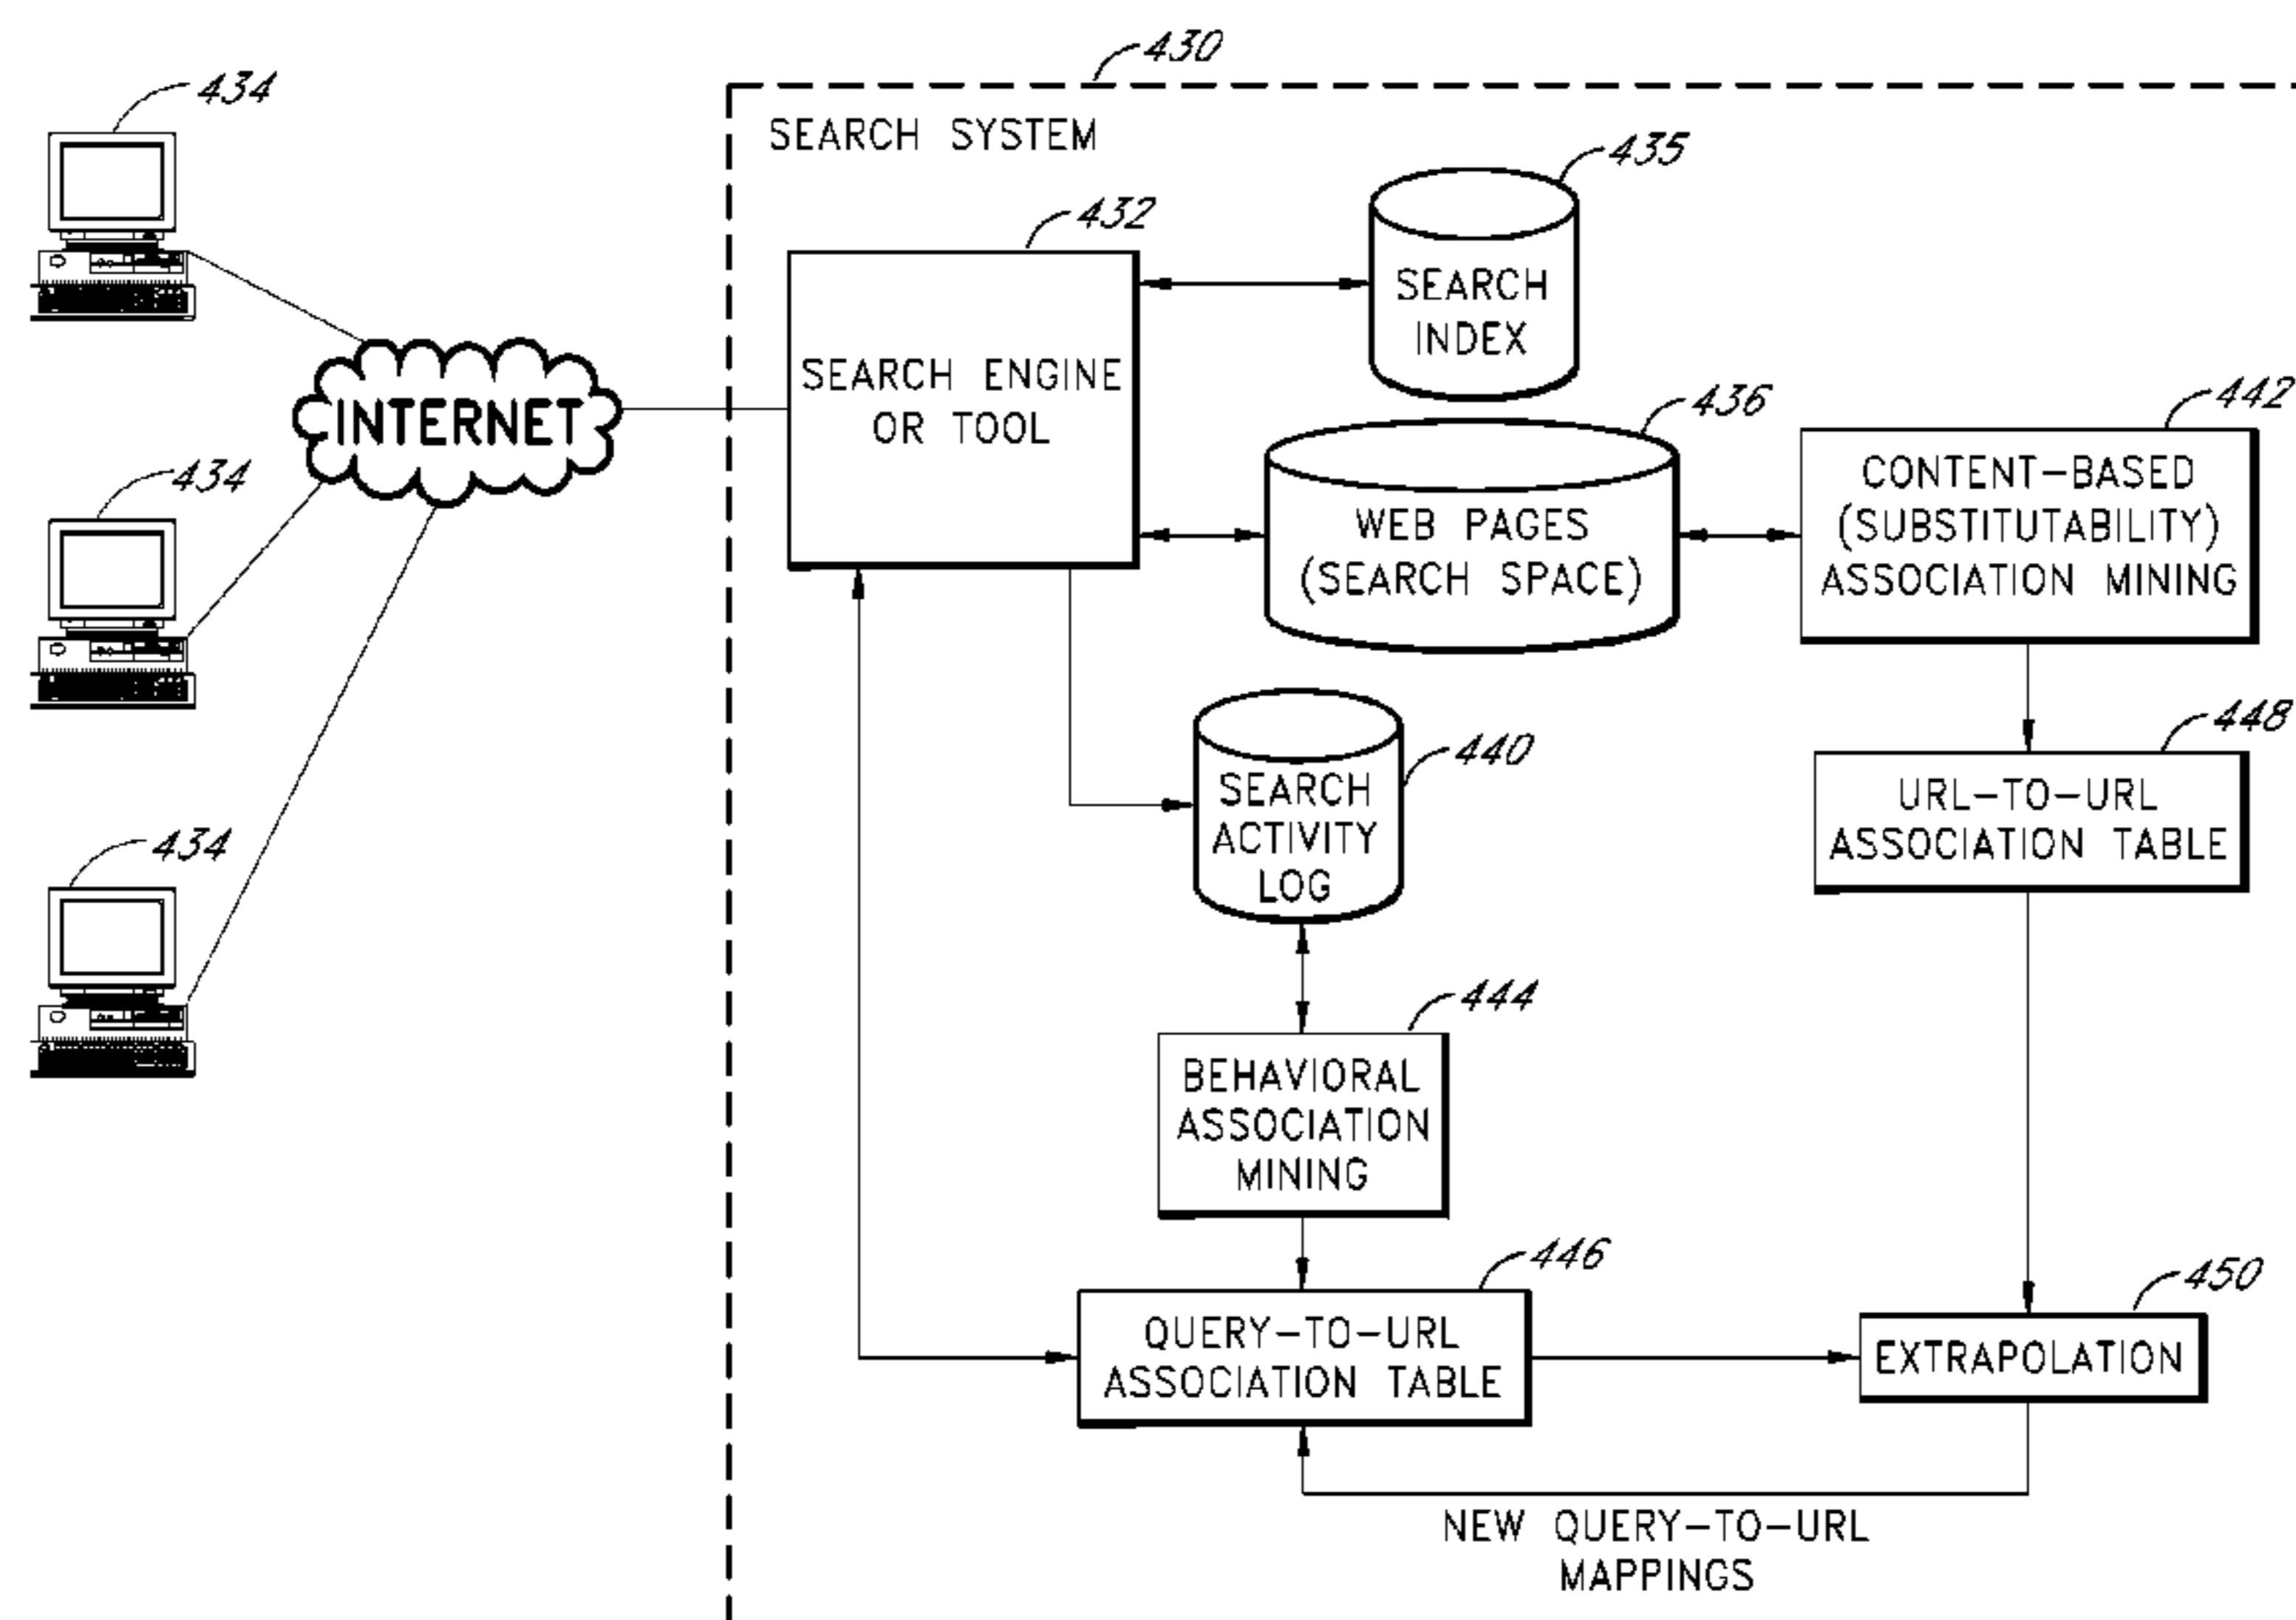 430
434
SEARCH SYSTEM
435
432
SEARCH
INDEX
SEARCH ENGINE
OR TOOL
INTERNET
436
442
CONTENT-BASED
(SUBSTITUTABILITY)
ASSOCIATION MINING
434
WEB PAGES
(SEARCH SPACE)
448
440
SEARCH
ACTIVITY
LOG
URL-TO-URL
ASSOCIATION TABLE
434
444
BEHAVIORAL
ASSOCIATION
MINING
446
450
QUERY-TO-URL
ASSOCIATION TABLE
EXTRAPOLATION
NEW QUERY-TO-URL
MAPPINGS